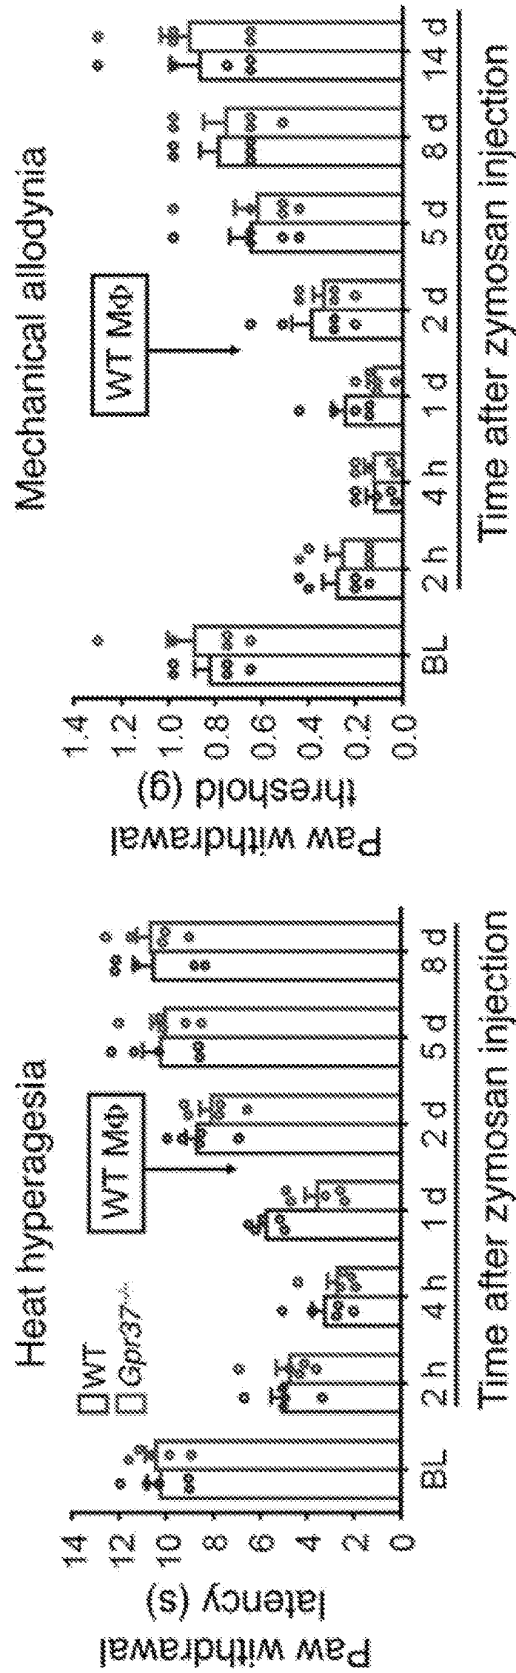 Heat hyperagesia
WT
Gpr37-/-
WT MΦ
Paw withdrawal
latency (s)
14
12
10
8
6
4
2
0
BL
2 h
4 h
1 d
2 d
5 d
8 d
Time after zymosan injection
Mechanical allodynia
WT MΦ
Paw withdrawal
threshold (g)
1.4
1.2
1.0
0.8
0.6
0.4
0.2
0.0
BL
2 h
4 h
1 d
2 d
5 d
8 d
14 d
Time after zymosan injection